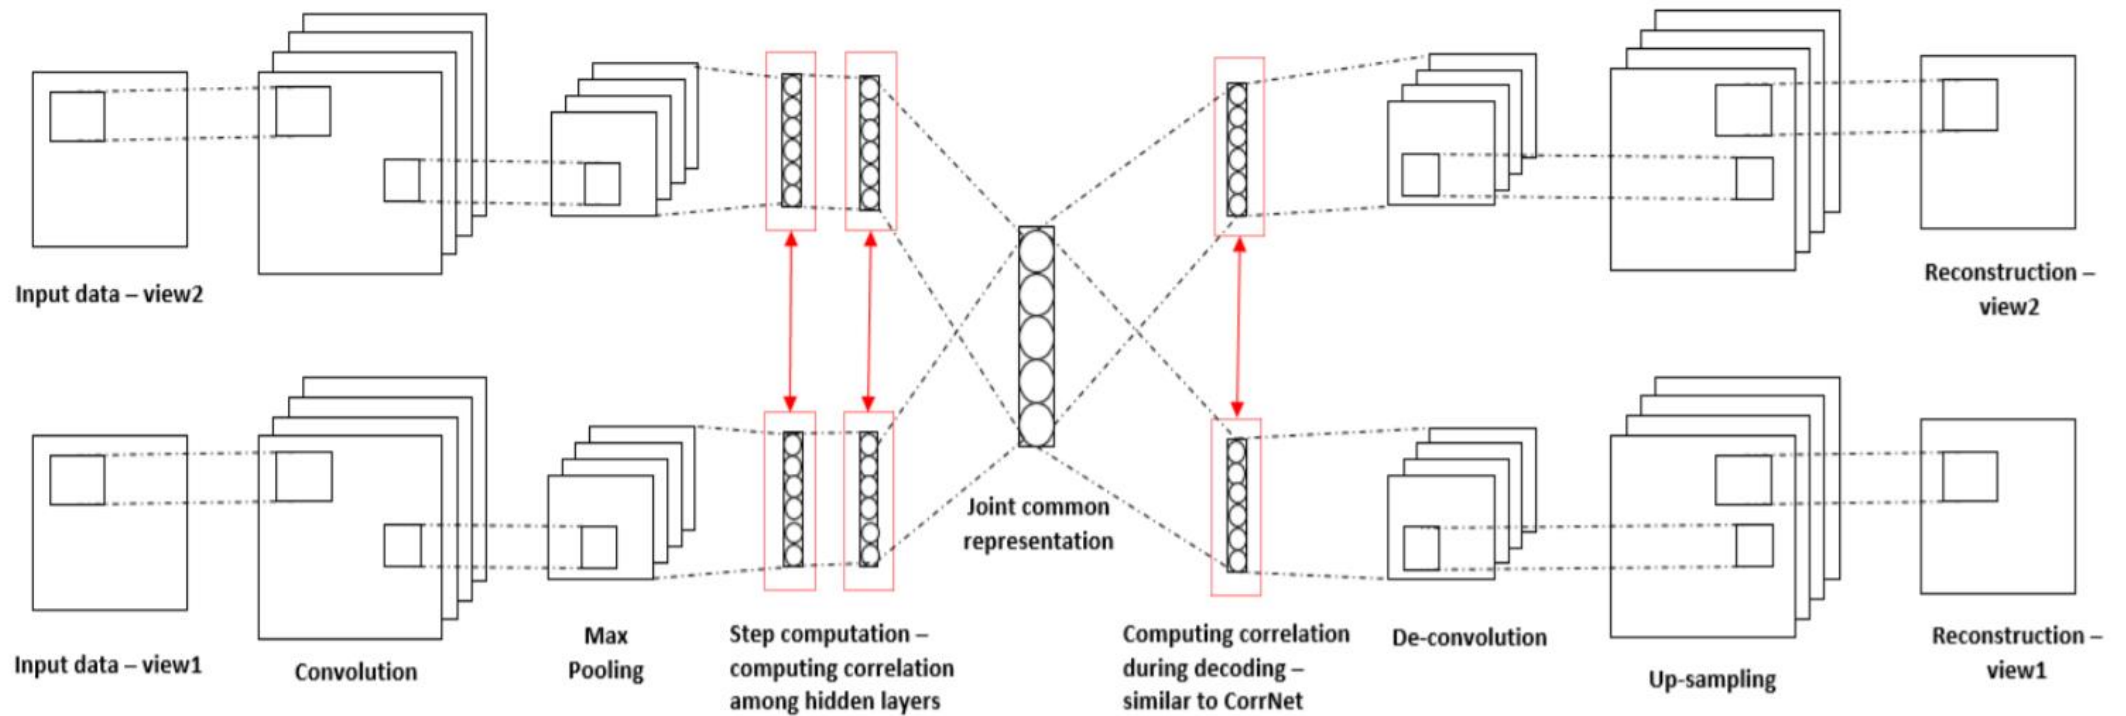 Input data – view2
Reconstruction –
view2
Joint common
representation
Input data – view1
Convolution
Max
Pooling
Step computation –
computing correlation
among hidden layers
Computing correlation
during decoding –
similar to CorrNet
De-convolution
Up-sampling
Reconstruction –
view1